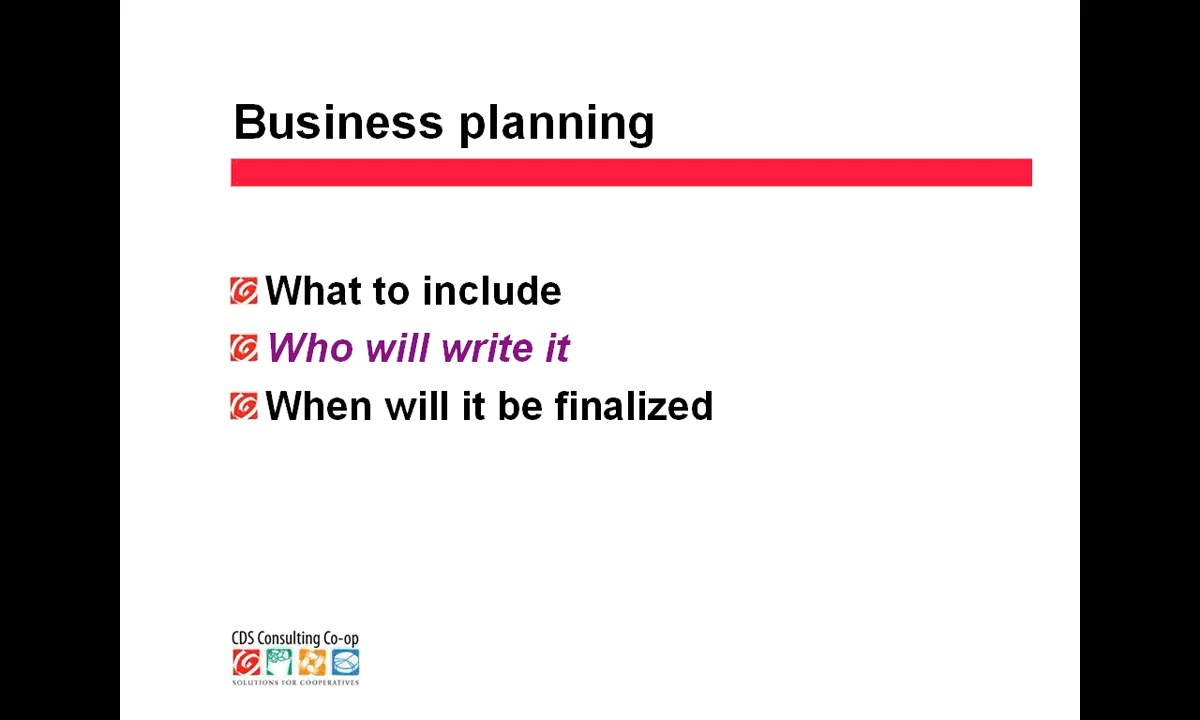 Business planning
What to include
Who will write it
When will it be finalized
CDS Consulting Co-op
SOLUTIONS FOR COOPERATIVES